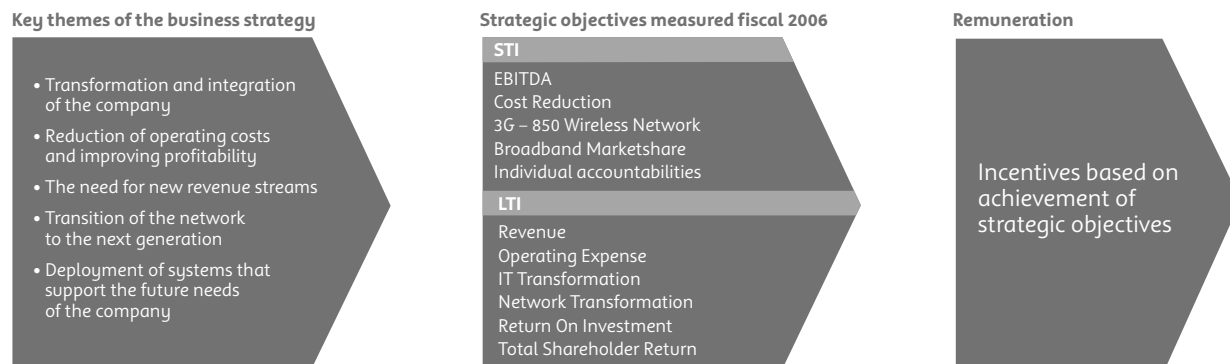 Key themes of the business strategy
• Transformation and integration
of the company
• Reduction of operating costs
and improving profitability
• The need for new revenue streams
• Transition of the network
to the next generation
• Deployment of systems that
support the future needs
of the company
Strategic objectives measured fiscal 2006
STI
EBITDA
Cost Reduction
3G – 850 Wireless Network
Broadband Marketshare
Individual accountabilities
LTI
Revenue
Operating Expense
IT Transformation
Network Transformation
Return On Investment
Total Shareholder Return
Remuneration
Incentives based on
achievement of
strategic objectives